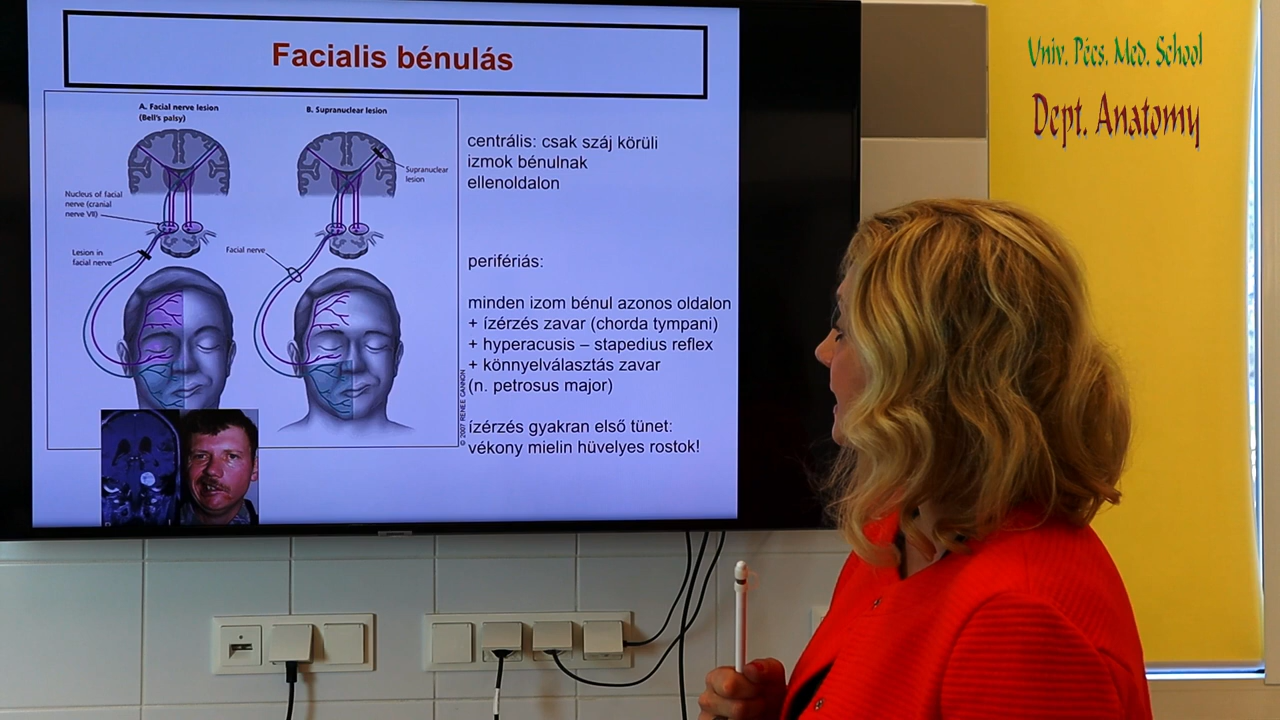 Univ. Pécs. Med. School
Dept. Anatomy
Facialis bénulás
A. Facial nerve lesion
(Bell's palsy)
B. Supranuclear lesion
Supranuclear
lesion
Nucleus of facial
nerve (cranial
nerve VII)
Lesion in
facial nerve
Facial nerve
© 2007 RENEE CANNON
centrális: csak száj körüli
izmok bénulnak
ellenoldalon
perifériás:
minden izom bénul azonos oldalon
+ ízérzés zavar (chorda tympani)
+ hyperacusis – stapedius reflex
+ könnyelválasztás zavar
(n. petrosus major)
ízérzés gyakran első tünet:
vékony mielin hüvelyes rostok!